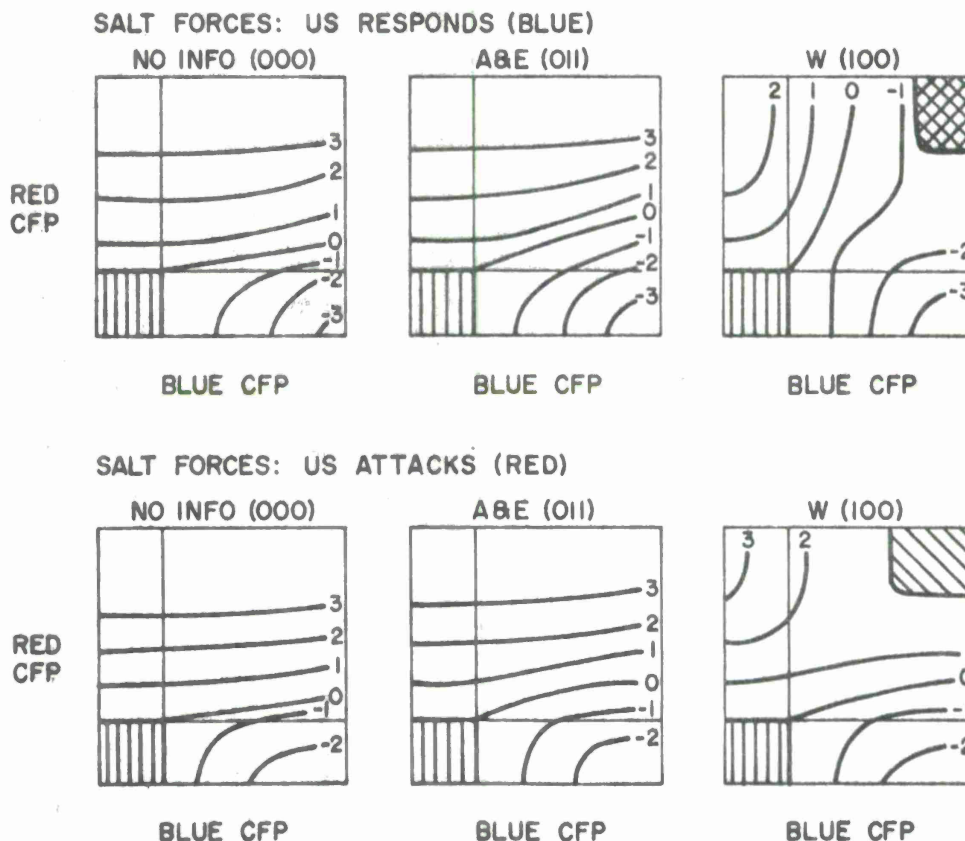 SALT FORCES: US RESPONDS (BLUE)
NO INFO (000) A&E (011) W (100)
3
2
1
0
-1
-2
-3
3
2
1
0
-1
-2
-3
2 1 0 -1
-2
-3
RED
CFP
BLUE CFP BLUE CFP BLUE CFP
SALT FORCES: US ATTACKS (RED)
NO INFO (000) A&E (011) W (100)
3
2
1
0
-1
-2
3
2
1
0
-1
-2
3 2
0
-
-2
RED
CFP
BLUE CFP BLUE CFP BLUE CFP